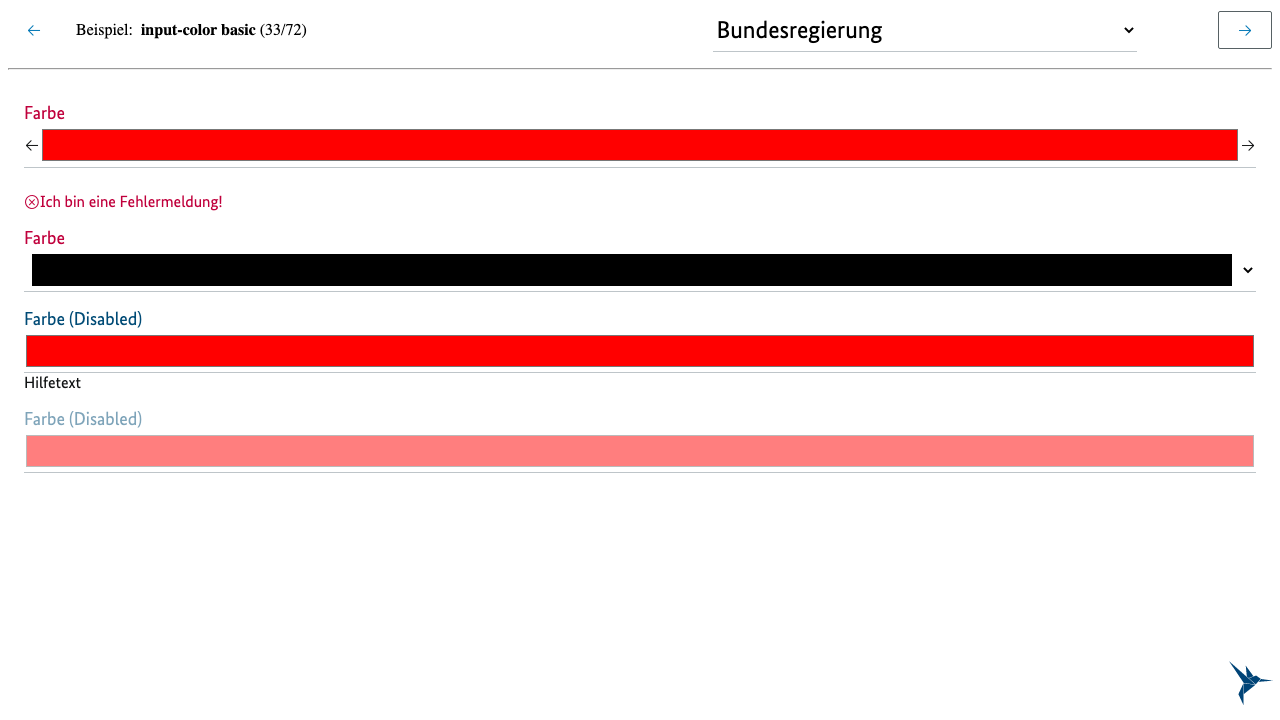 Beispiel: input-color basic (33/72)
Bundesregierung
Farbe
Ich bin eine Fehlermeldung!
Farbe
Farbe (Disabled)
Hilfetext
Farbe (Disabled)